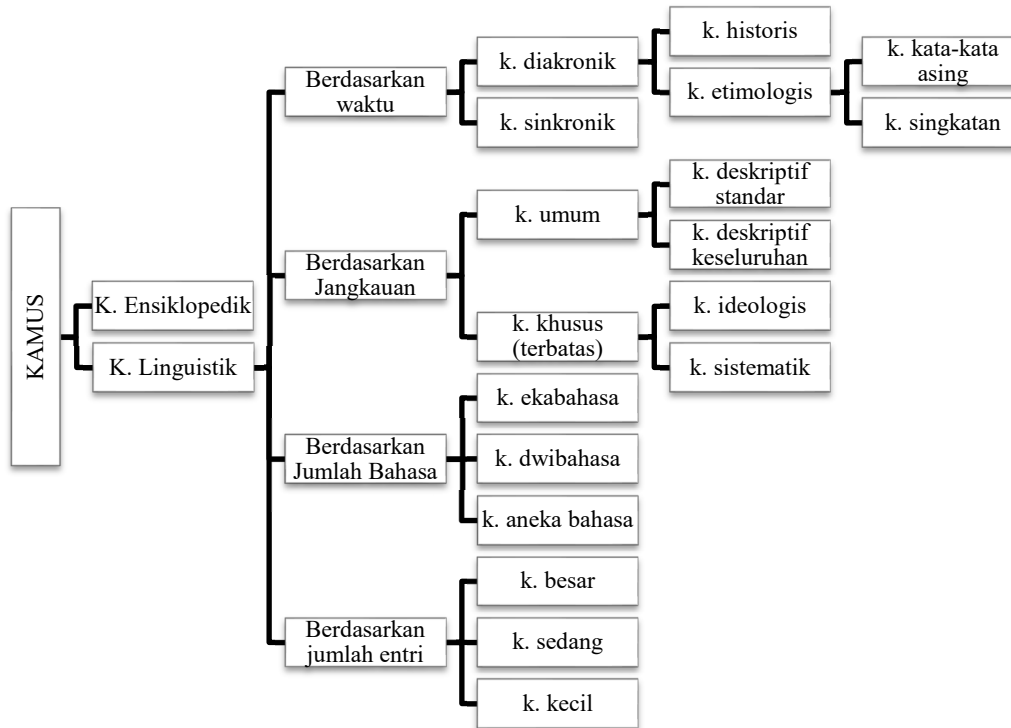 KAMUS
K. Ensiklopedik
K. Linguistik
Berdasarkan
waktu
k. diakronik
k. historis
k. etimologis
k. kata-kata
asing
k. singkatan
k. sinkronik
Berdasarkan
Jangkauan
k. umum
k. deskriptif
standar
k. deskriptif
keseluruhan
k. khusus
(terbatas)
k. ideologis
k. sistematik
Berdasarkan
Jumlah Bahasa
k. ekabahasa
k. dwibahasa
k. aneka bahasa
Berdasarkan
jumlah entri
k. besar
k. sedang
k. kecil